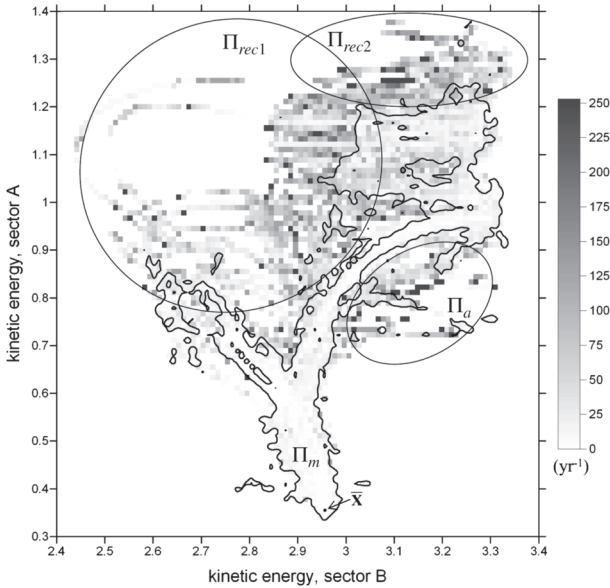 1.4
1.3
1.2
1.1
1
0.9
0.8
0.7
0.6
0.5
0.4
0.3
kinetic energy, sector A
Π_rec1
Π_rec2
Π_a
Π_m
x̅
2.4 2.5 2.6 2.7 2.8 2.9 3 3.1 3.2 3.3 3.4
kinetic energy, sector B
250
225
200
175
150
125
100
75
50
25
0
(yr⁻¹)